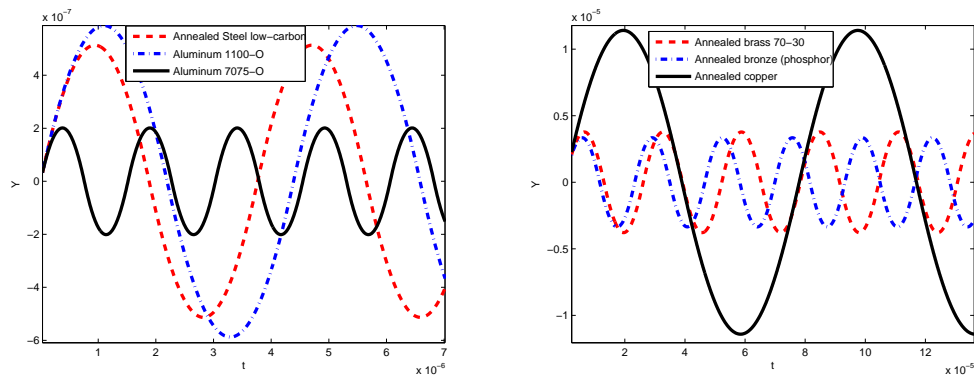 x 10⁻⁷
Annealed Steel low−carbon
Aluminum 1100−O
Aluminum 7075−O
4
2
0
−2
−4
−6
Y
1
2
3
4
5
6
7
t
x 10⁻⁶
x 10⁻⁵
Annealed brass 70−30
Annealed bronze (phosphor)
Annealed copper
1
0.5
0
−0.5
−1
Y
2
4
6
8
10
12
t
x 10⁻⁵